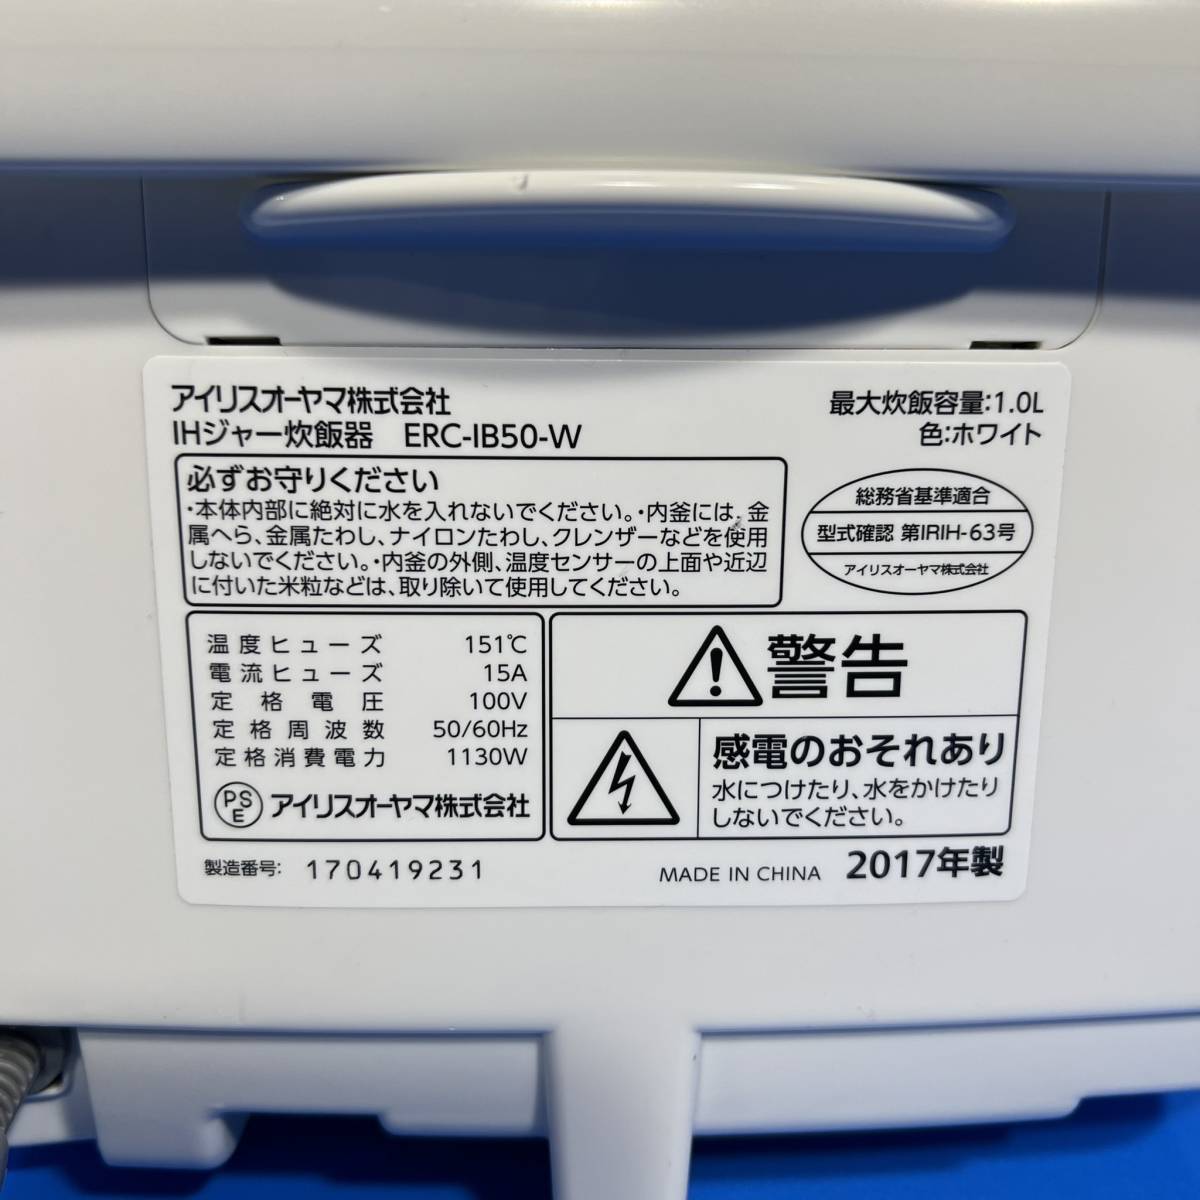 アイリスオーヤマ株式会社
IHジャー炊飯器 ERC-IB50-W
最大炊飯容量:1.0L
色:ホワイト
必ずお守りください
・本体内部に絶対に水を入れないでください。・内釜には、金
属へら、金属たわし、ナイロンたわし、クレンザーなどを使用
しないでください。・内釜の外側、温度センサーの上面や近辺
に付いた米粒などは、取り除いて使用してください。
総務省基準適合
型式確認 第IRIH-63号
アイリスオーヤマ株式会社
温度ヒューズ 151℃
電流ヒューズ 15A
定格電圧 100V
定格周波数 50/60Hz
定格消費電力 1130W
PSE アイリスオーヤマ株式会社
警告
感電のおそれあり
水につけたり、水をかけたり
しないでください。
製造番号: 170419231
MADE IN CHINA 2017年製